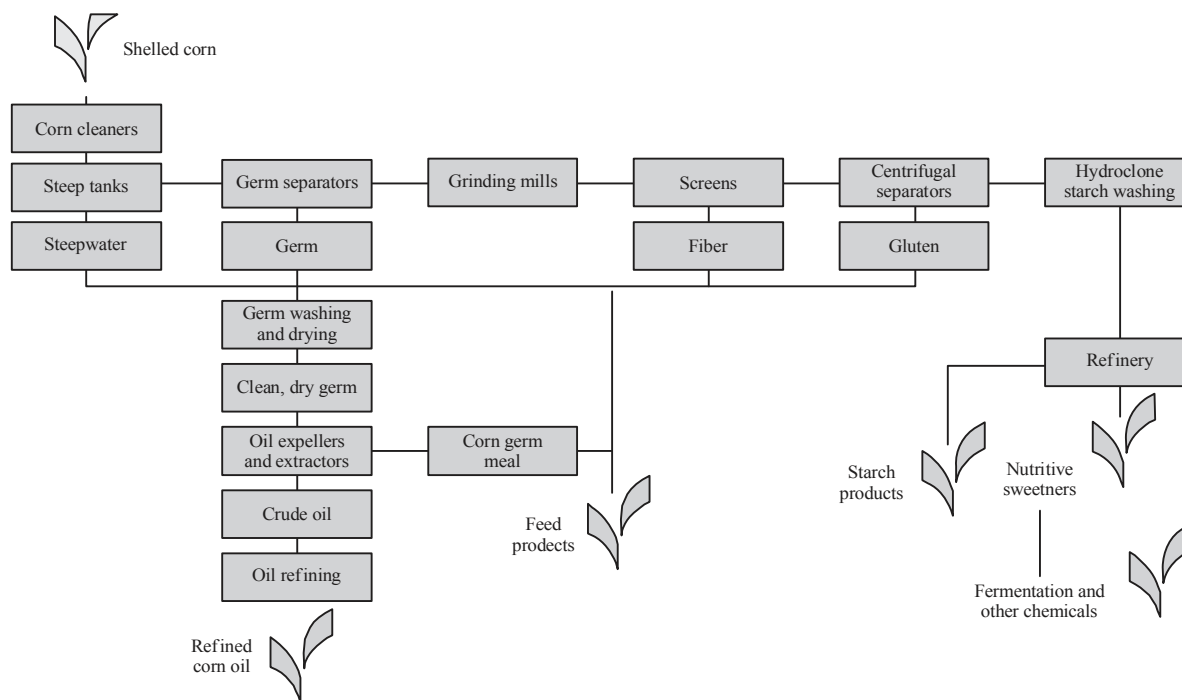 Shelled corn
Corn cleaners
Steep tanks
Germ separators
Grinding mills
Screens
Centrifugal
separators
Hydroclone
starch washing
Steepwater
Germ
Fiber
Gluten
Germ washing
and drying
Refinery
Clean, dry germ
Oil expellers
and extractors
Corn germ
meal
Starch
products
Nutritive
sweetners
Crude oil
Feed
prodects
Oil refining
Fermentation and
other chemicals
Refined
corn oil